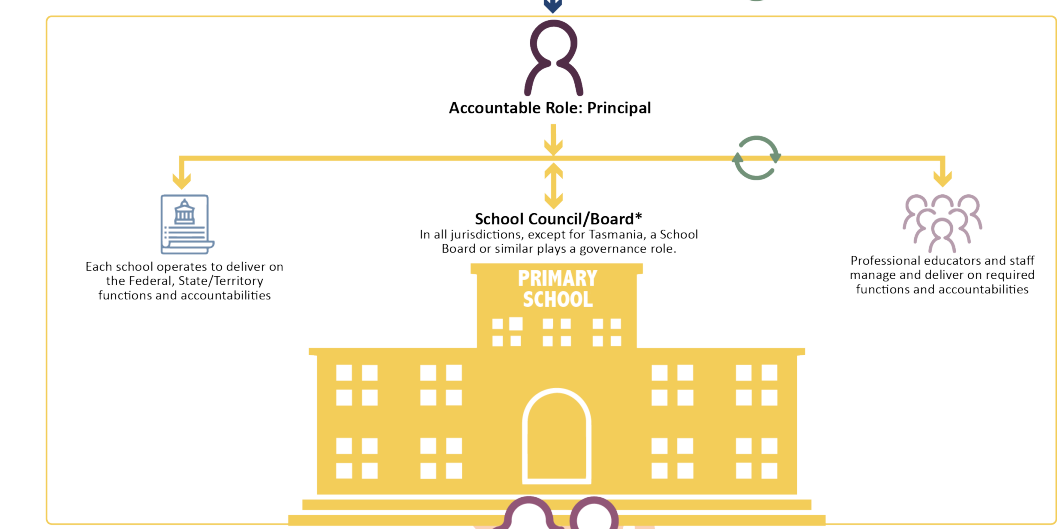 Accountable Role: Principal
School Council/Board*
In all jurisdictions, except for Tasmania, a School
Board or similar plays a governance role.
Each school operates to deliver on
the Federal, State/Territory
functions and accountabilities
Professional educators and staff
manage and deliver on required
functions and accountabilities
PRIMARY
SCHOOL